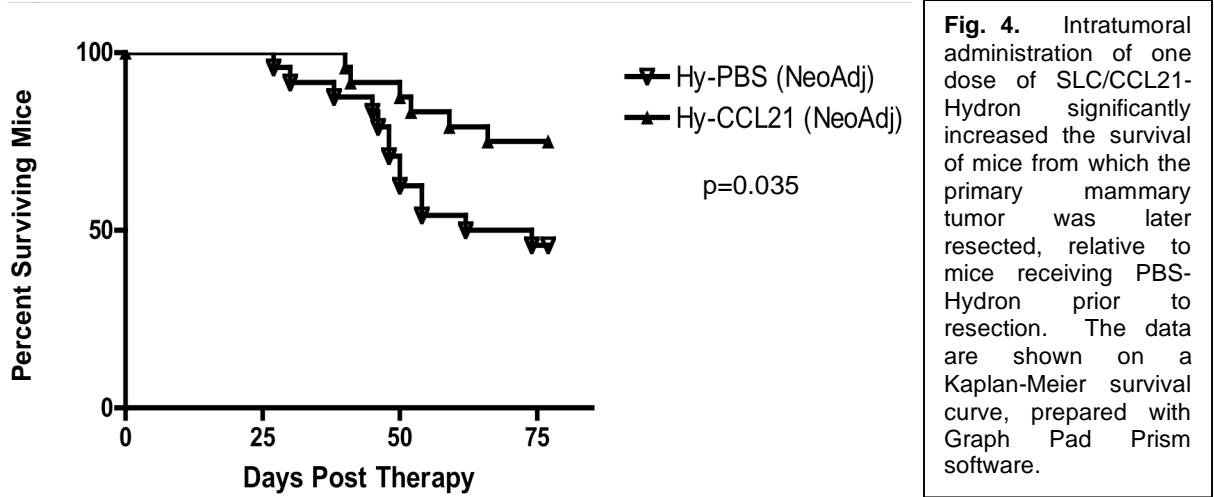 100
50
0
0 25 50 75
Percent Surviving Mice
Days Post Therapy
Hy-PBS (NeoAdj)
Hy-CCL21 (NeoAdj)
p=0.035
Fig. 4. Intratumoral
administration of one
dose of SLC/CCL21-
Hydron significantly
increased the survival
of mice from which the
primary mammary
tumor was later
resected, relative to
mice receiving PBS-
Hydron prior to
resection. The data
are shown on a
Kaplan-Meier survival
curve, prepared with
Graph Pad Prism
software.